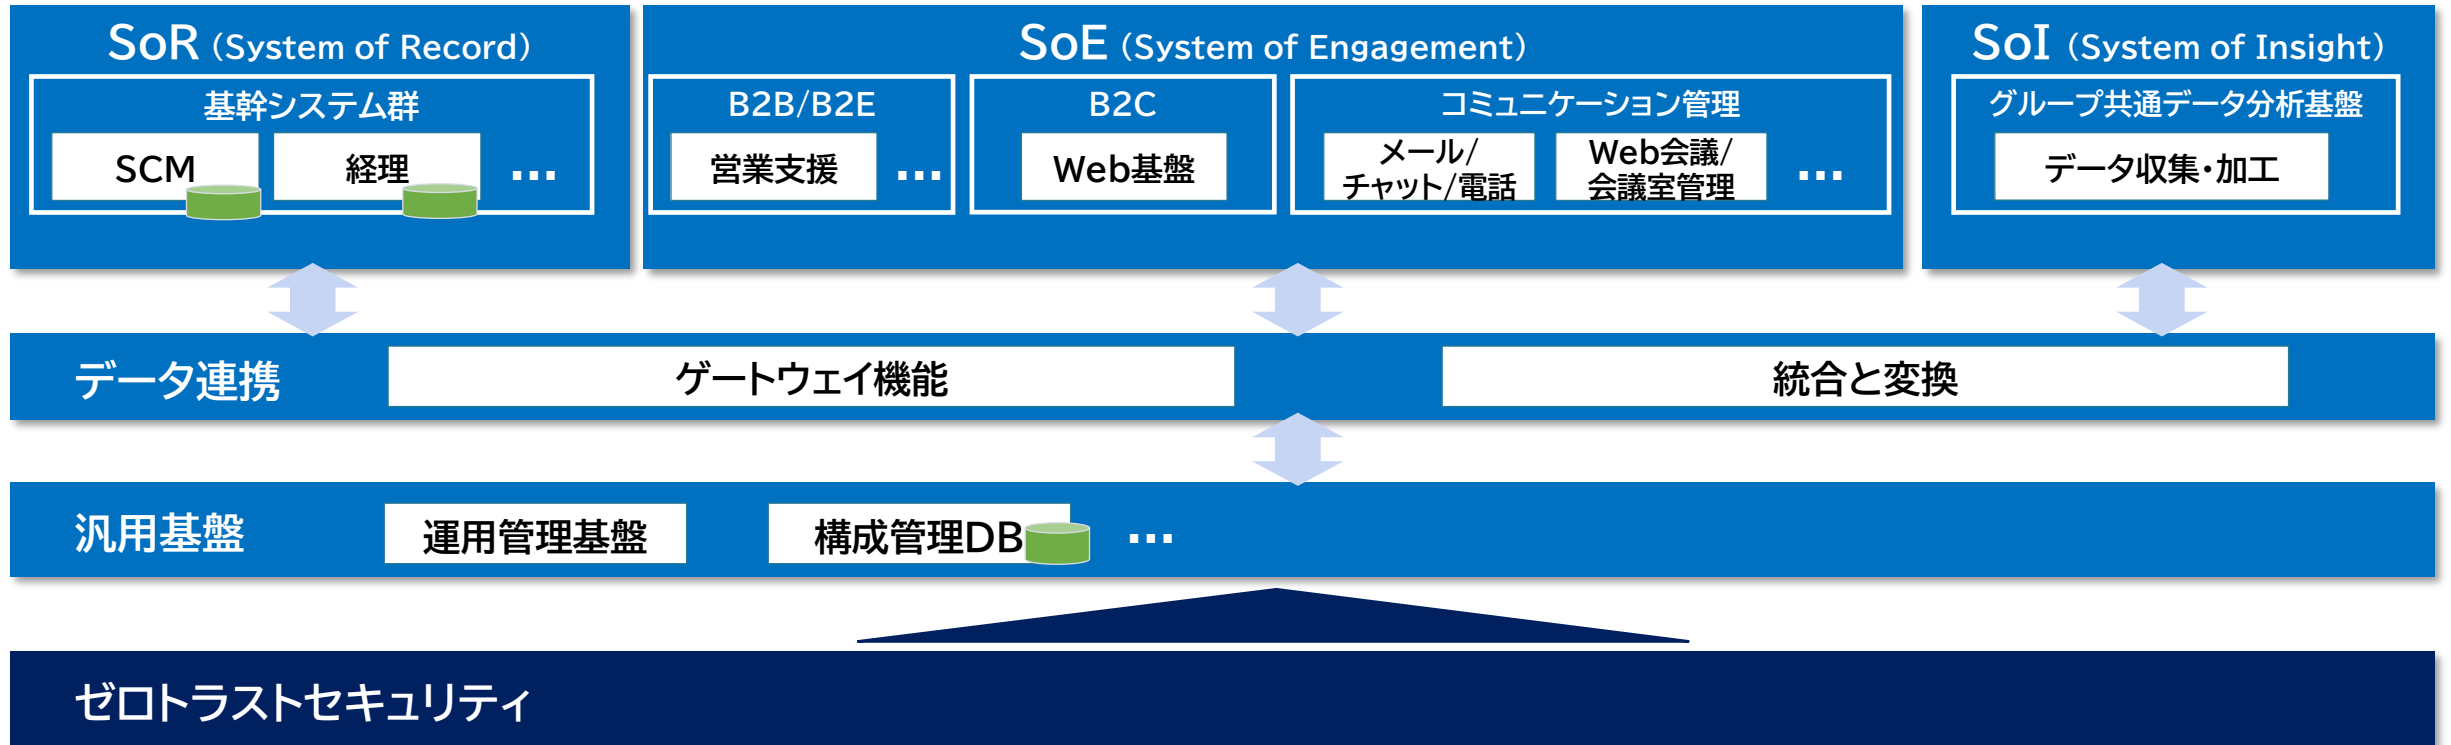 SoR (System of Record)
基幹システム群
SCM
経理
…
SoE (System of Engagement)
B2B/B2E
営業支援
…
B2C
Web基盤
コミュニケーション管理
メール/
チャット/電話
Web会議/
会議室管理
…
SoI (System of Insight)
グループ共通データ分析基盤
データ収集・加工
データ連携
ゲートウェイ機能
統合と変換
汎用基盤
運用管理基盤
構成管理DB
…
ゼロトラストセキュリティ